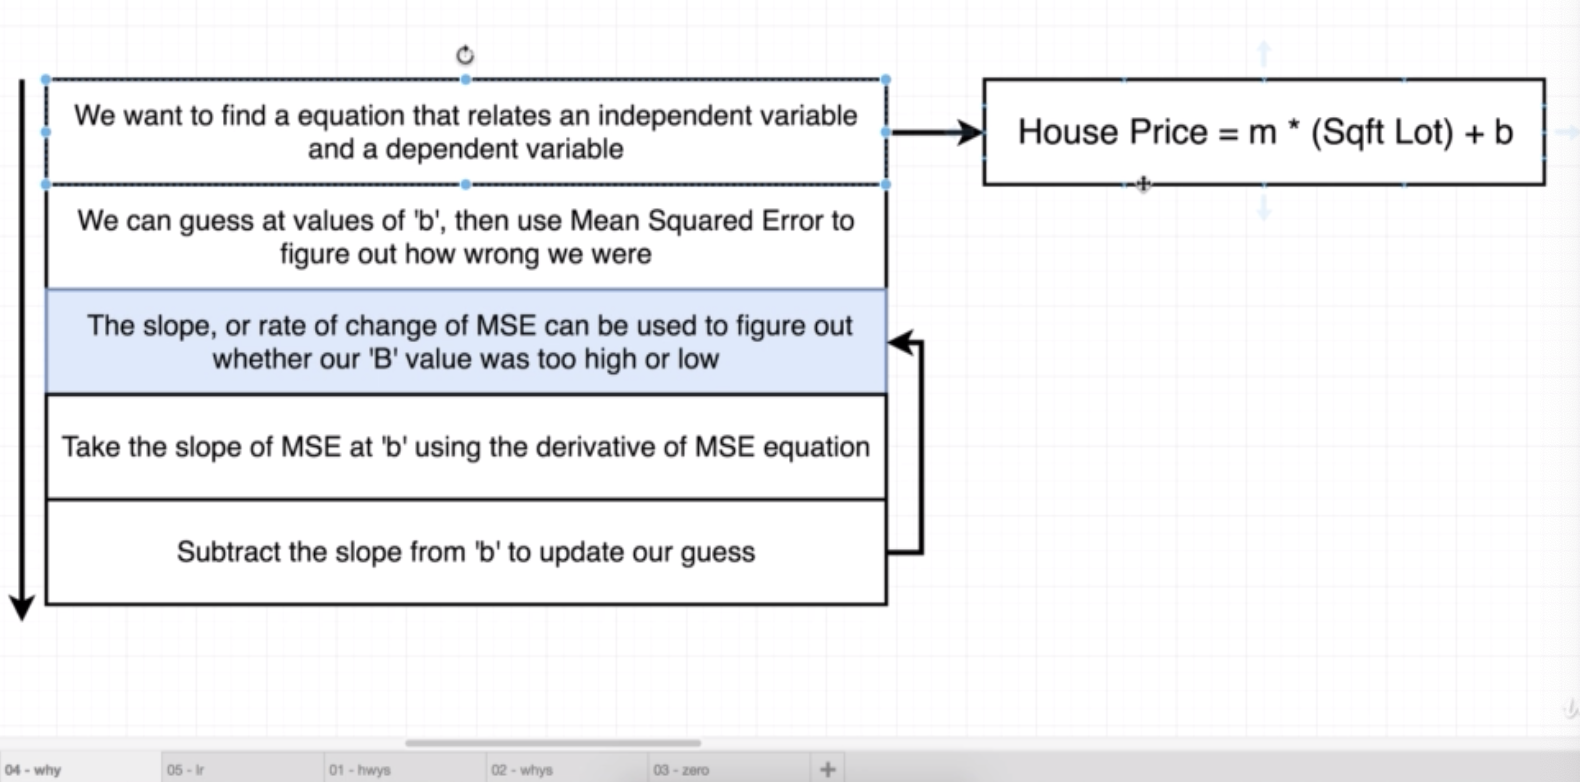 We want to find a equation that relates an independent variable
and a dependent variable
House Price = m * (Sqft Lot) + b
We can guess at values of 'b', then use Mean Squared Error to
figure out how wrong we were
The slope, or rate of change of MSE can be used to figure out
whether our 'B' value was too high or low
Take the slope of MSE at 'b' using the derivative of MSE equation
Subtract the slope from 'b' to update our guess
04 - why 05 - lr 01 - hwys 02 - whys 03 - zero +